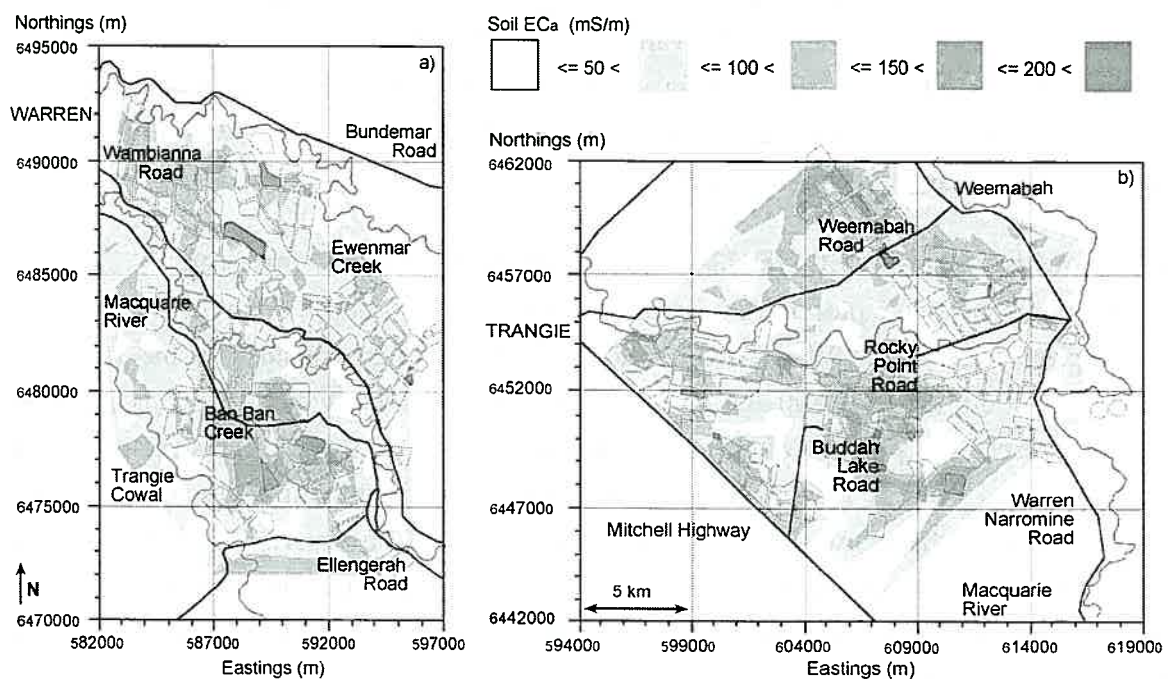 Northings (m)
6495000
a)
WARREN
Bundemar
Road
6490000
Wambianna
Road
Ewenmar
Creek
6485000
Macquarie
River
6480000
Ban Ban
Creek
Trangie
Cowal
6475000
Ellengerah
Road
N
6470000
582000 587000 592000 597000
Eastings (m)
Soil ECa (mS/m)
<= 50 < <= 100 < <= 150 < <= 200 <
Northings (m)
6462000
b)
Weemabah
Weemabah
Road
6457000
TRANGIE
Rocky
Point
Road
6452000
Buddah
Lake
Road
6447000
Mitchell Highway
Warren
Narromine
Road
5 km
Macquarie
River
6442000
594000 599000 604000 609000 614000 619000
Eastings (m)